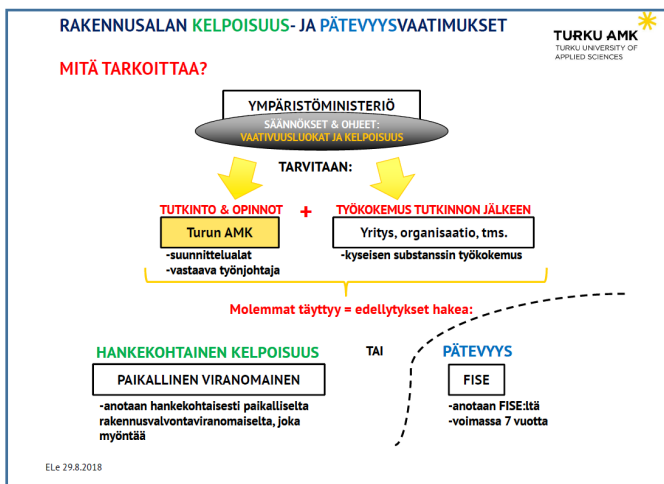 RAKENNUSALAN KELPOISUUS- JA PÄTEVYYSVAATIMUKSET
TURKU AMK
TURKU UNIVERSITY OF
APPLIED SCIENCES
MITÄ TARKOITTAA?
YMPÄRISTÖMINISTERIÖ
SÄÄNNÖKSET & OHJEET:
VAATIVUUSLUOKAT JA KELPOISUUS
TARVITAAN:
TUTKINTO & OPINNOT + TYÖKOKEMUS TUTKINNON JÄLKEEN
Turun AMK
-suunnittelualat
-vastaava työnjohtaja
Yritys, organisaatio, tms.
-kyseisen substanssin työkokemus
Molemmat täyttyy = edellytykset hakea:
HANKEKOHTAINEN KELPOISUUS
PAIKALLINEN VIRANOMAINEN
-anotaan hankekohtaisesti paikalliselta
rakennusvalvontaviranomaiselta, joka
myöntää
TAI
PÄTEVYYS
FISE
-anotaan FISE:ltä
-voimassa 7 vuotta
ELe 29.8.2018